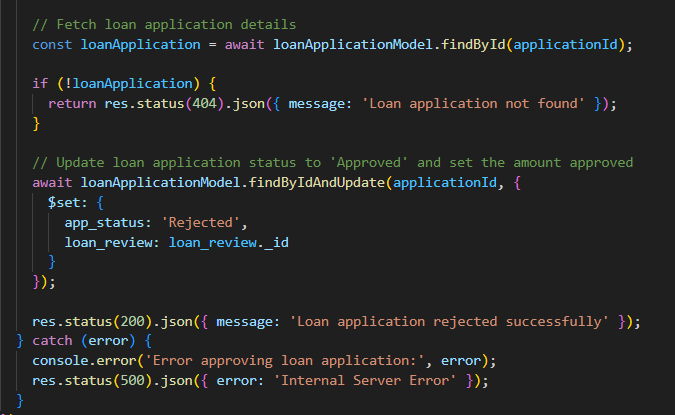 // Fetch loan application details
const loanApplication = await loanApplicationModel.findById(applicationId);
if (!loanApplication) {
return res.status(404).json({ message: 'Loan application not found' });
}
// Update loan application status to 'Approved' and set the amount approved
await loanApplicationModel.findByIdAndUpdate(applicationId, {
$set: {
app_status: 'Rejected',
loan_review: loan_review._id
}
});
res.status(200).json({ message: 'Loan application rejected successfully' });
} catch (error) {
console.error('Error approving loan application:', error);
res.status(500).json({ error: 'Internal Server Error' });
}